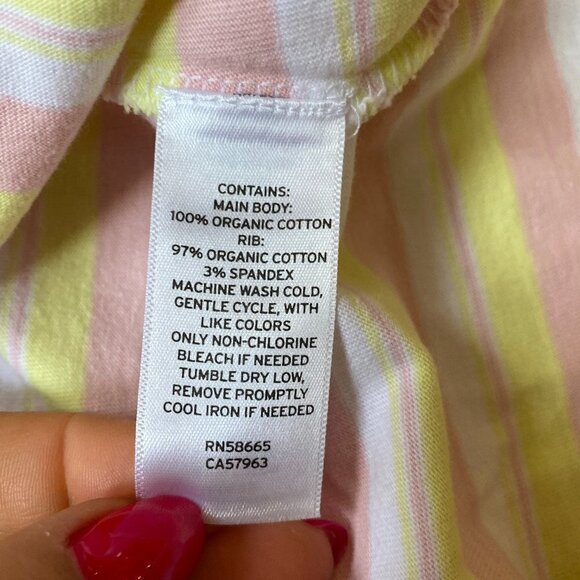 CONTAINS:
MAIN BODY:
100% ORGANIC COTTON
RIB:
97% ORGANIC COTTON
3% SPANDEX
MACHINE WASH COLD,
GENTLE CYCLE, WITH
LIKE COLORS
ONLY NON-CHLORINE
BLEACH IF NEEDED
TUMBLE DRY LOW,
REMOVE PROMPTLY
COOL IRON IF NEEDED
RN58665
CA57963